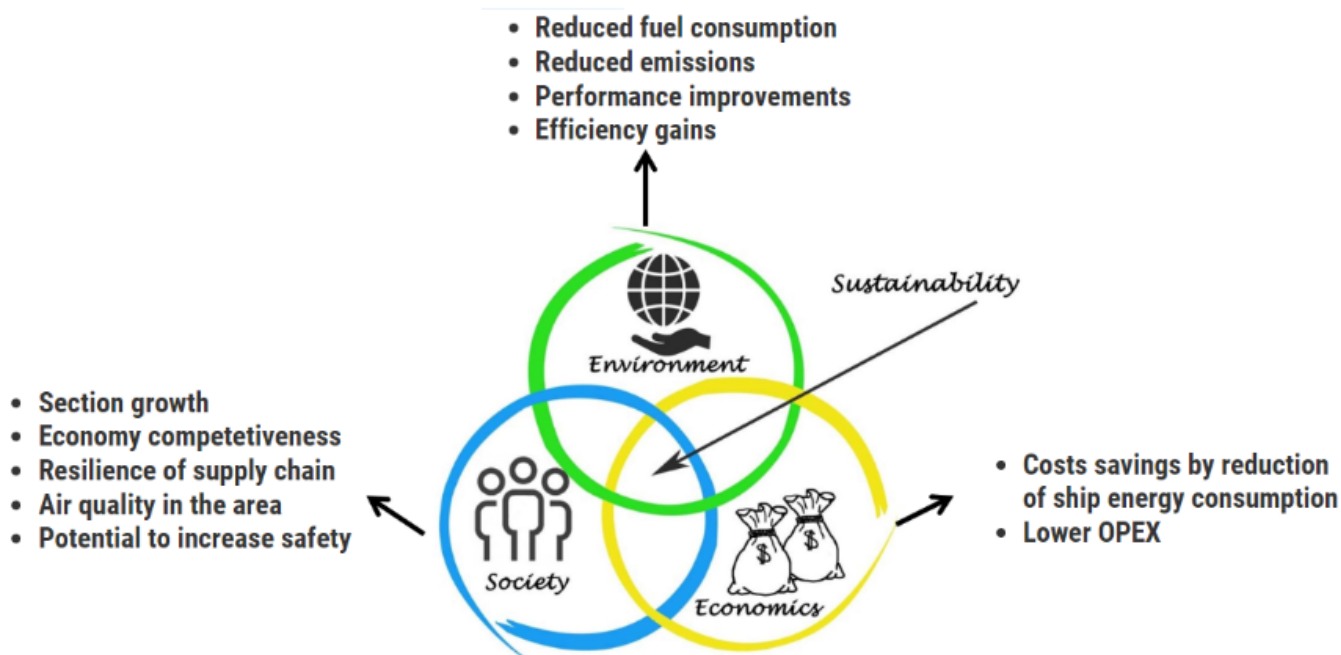 • Reduced fuel consumption
• Reduced emissions
• Performance improvements
• Efficiency gains
Sustainability
Environment
• Section growth
• Economy competetiveness
• Resilience of supply chain
• Air quality in the area
• Potential to increase safety
• Costs savings by reduction
of ship energy consumption
• Lower OPEX
$ $
Society
Economics